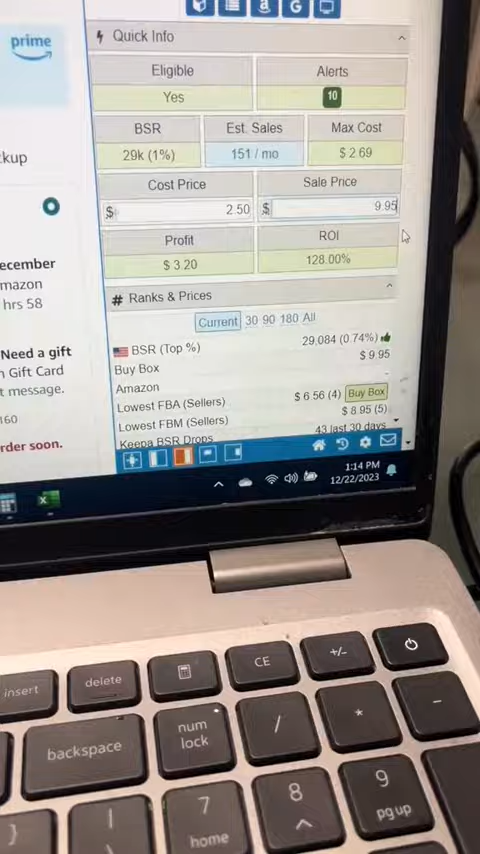 prime
Quick Info
Eligible
Alerts
Yes
10
BSR
Est. Sales
Max Cost
29k (1%)
151 / mo
$ 2.69
Cost Price
Sale Price
$ 2.50
$ 9.95
Profit
ROI
$ 3.20
128.00%
# Ranks & Prices
Current 30 90 180 All
BSR (Top %)
29,084 (0.74%)
Buy Box
$ 9.95
Amazon
-
Lowest FBA (Sellers)
$ 6.56 (4) Buy Box
Lowest FBM (Sellers)
$ 8.95 (5)
Keepa BSR Drops
43 last 30 days
ckup
ecember
mazon
hrs 58
Need a gift
n Gift Card
t message.
160
rder soon.
1:14 PM
12/22/2023
insert
delete
CE
+/-
backspace
num
lock
/
*
-
7
home
8
9
pg up
}